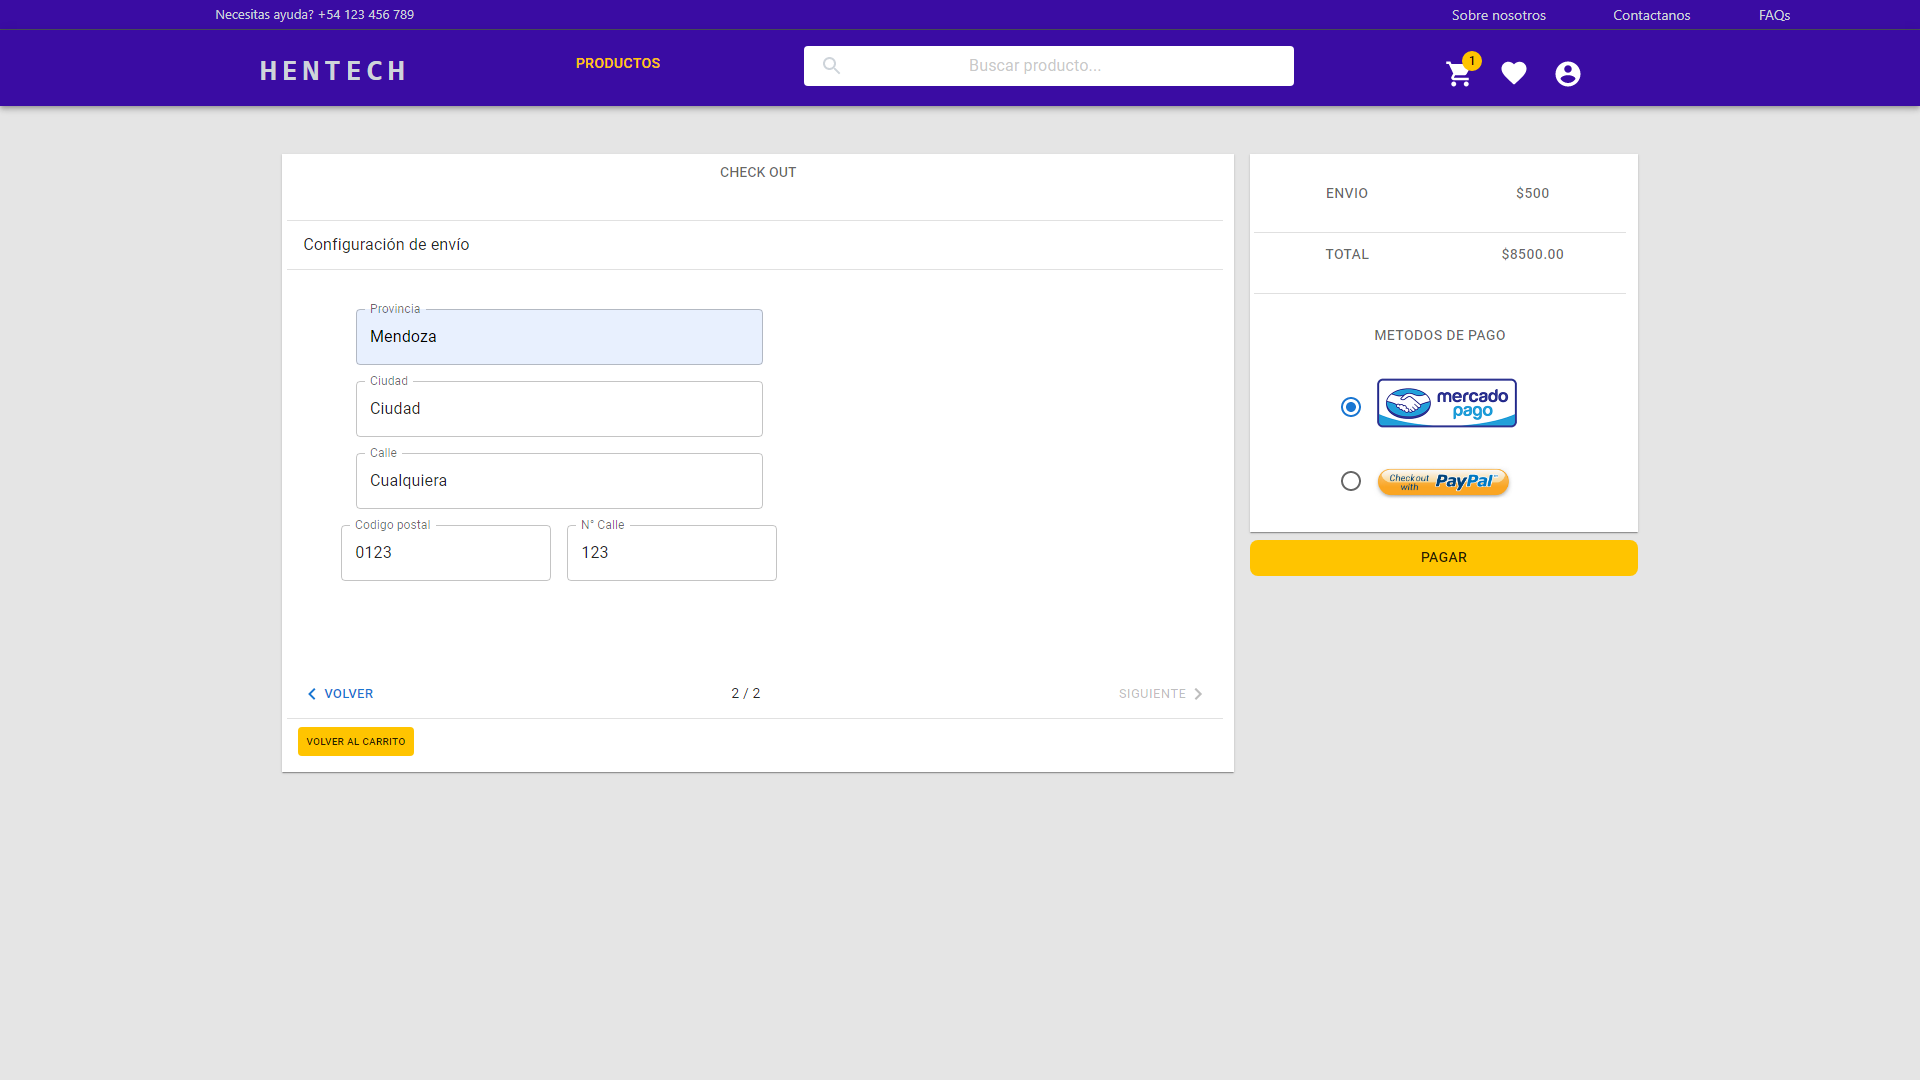 Necesitas ayuda? +54 123 456 789
Sobre nosotros
Contactanos
FAQs
HENTECH
PRODUCTOS
Buscar producto...
1
CHECK OUT
Configuración de envío
Provincia
Mendoza
Ciudad
Ciudad
Calle
Cualquiera
Codigo postal
0123
N° Calle
123
VOLVER
2 / 2
SIGUIENTE
VOLVER AL CARRITO
ENVIO
$500
TOTAL
$8500.00
METODOS DE PAGO
mercado
pago
Checkout
with
PayPal
PAGAR